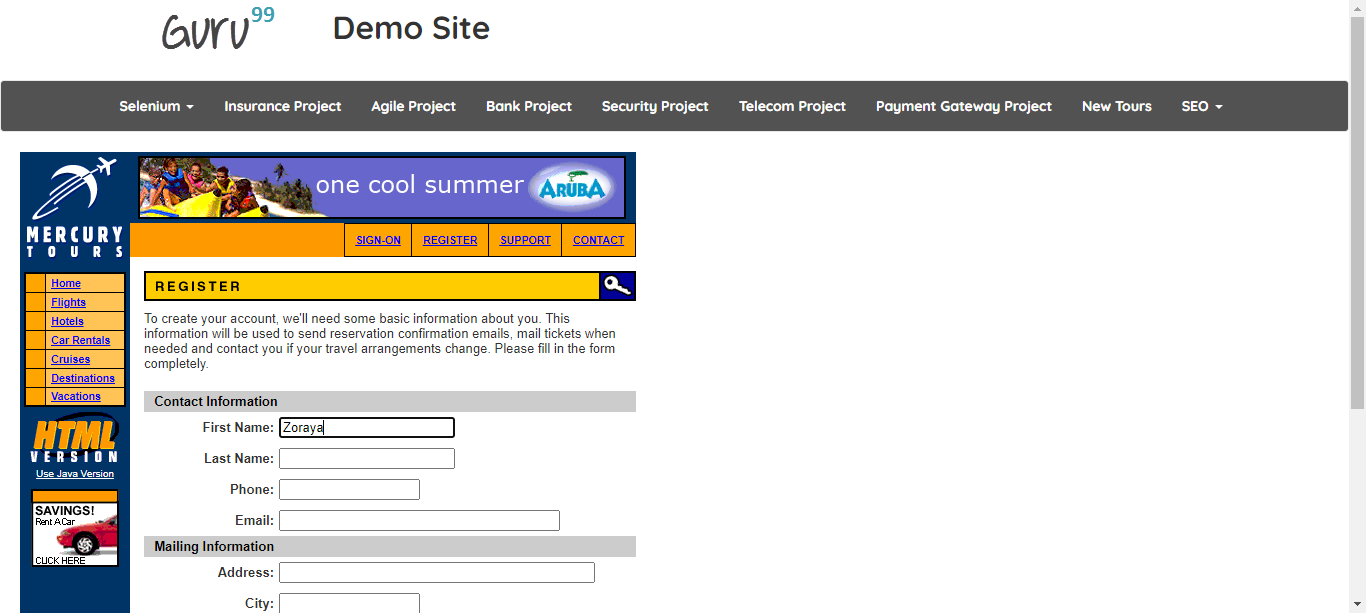 Guru99 Demo Site
Selenium Insurance Project Agile Project Bank Project Security Project Telecom Project Payment Gateway Project New Tours SEO
one cool summer ARUBA
MERCURY
TOURS
SIGN-ON REGISTER SUPPORT CONTACT
Home
Flights
Hotels
Car Rentals
Cruises
Destinations
Vacations
HTML
VERSION
Use Java Version
SAVINGS!
Rent A Car
CLICK HERE
REGISTER
To create your account, we'll need some basic information about you. This
information will be used to send reservation confirmation emails, mail tickets when
needed and contact you if your travel arrangements change. Please fill in the form
completely.
Contact Information
First Name: Zoraya
Last Name:
Phone:
Email:
Mailing Information
Address:
City: